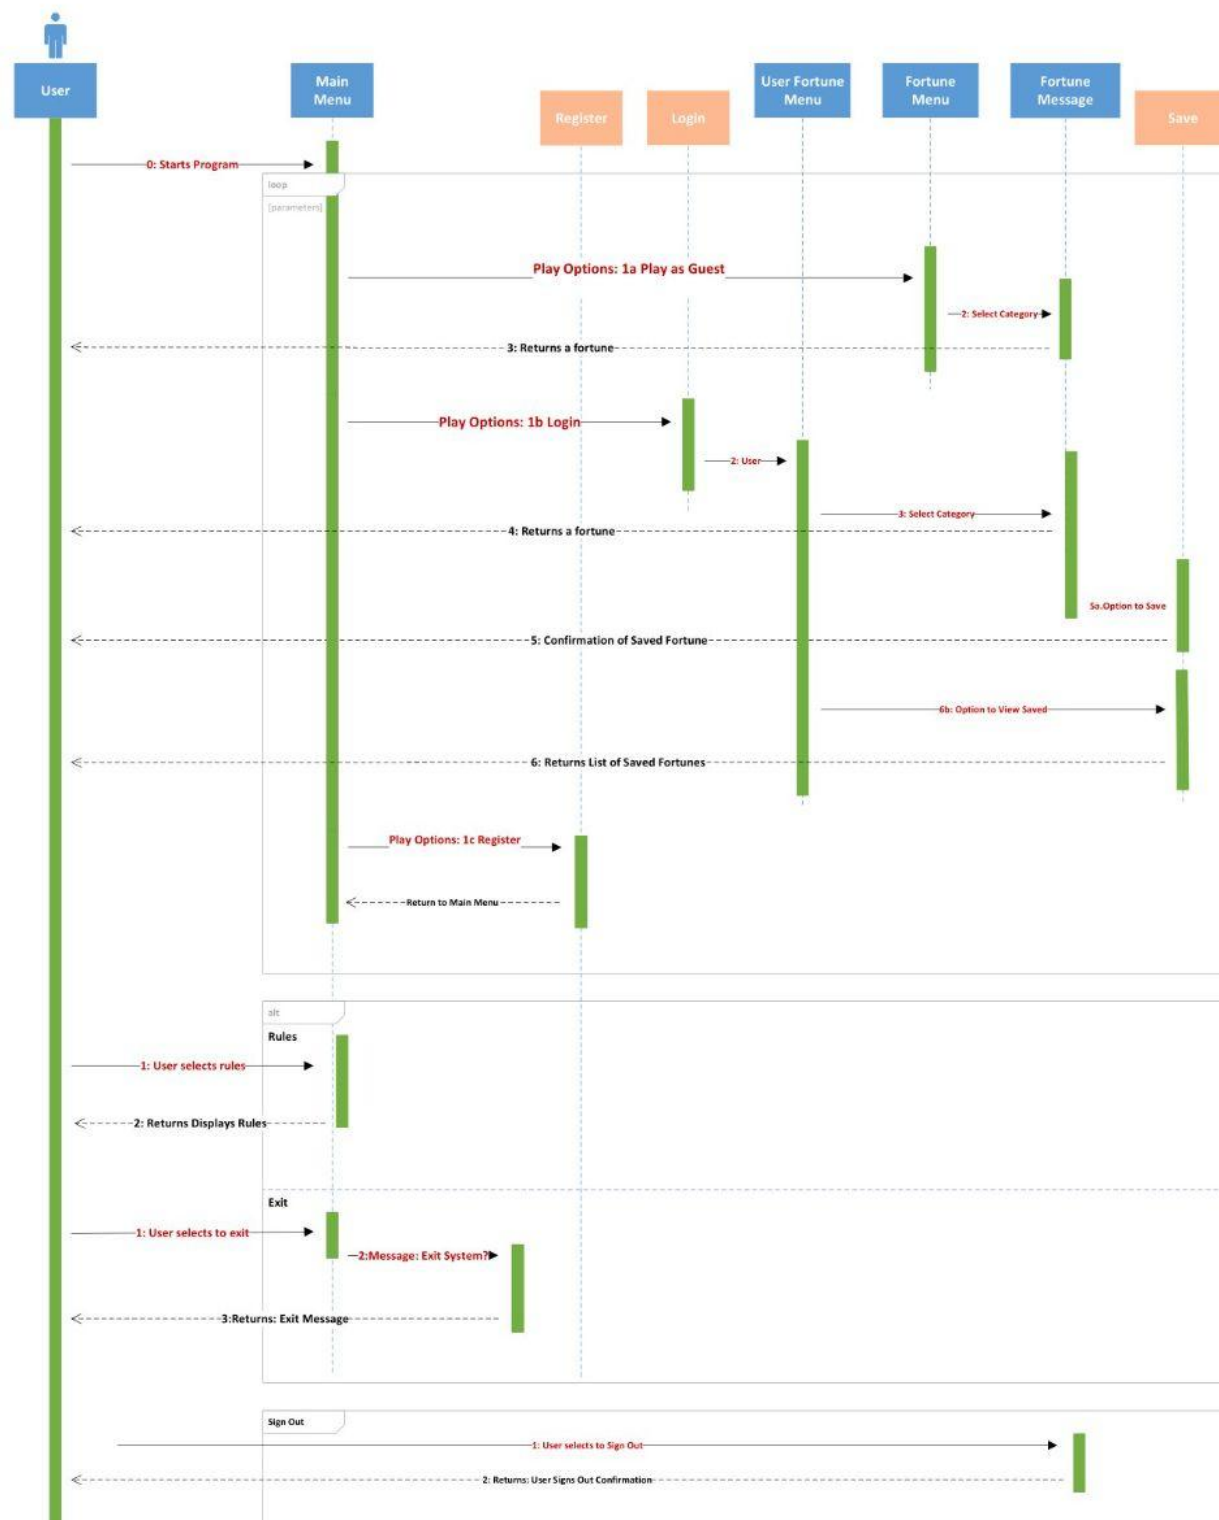 User
Main
Menu
Register
Login
User Fortune
Menu
Fortune
Menu
Fortune
Message
Save
0: Starts Program
loop
[parameters]
Play Options: 1a Play as Guest
2: Select Category
3: Returns a fortune
Play Options: 1b Login
2: User
3: Select Category
4: Returns a fortune
5a.Option to Save
5: Confirmation of Saved Fortune
6b: Option to View Saved
6: Returns List of Saved Fortunes
Play Options: 1c Register
Return to Main Menu
alt
Rules
1: User selects rules
2: Returns Displays Rules
Exit
1: User selects to exit
2:Message: Exit System?
3:Returns: Exit Message
Sign Out
1: User selects to Sign Out
2: Returns: User Signs Out Confirmation